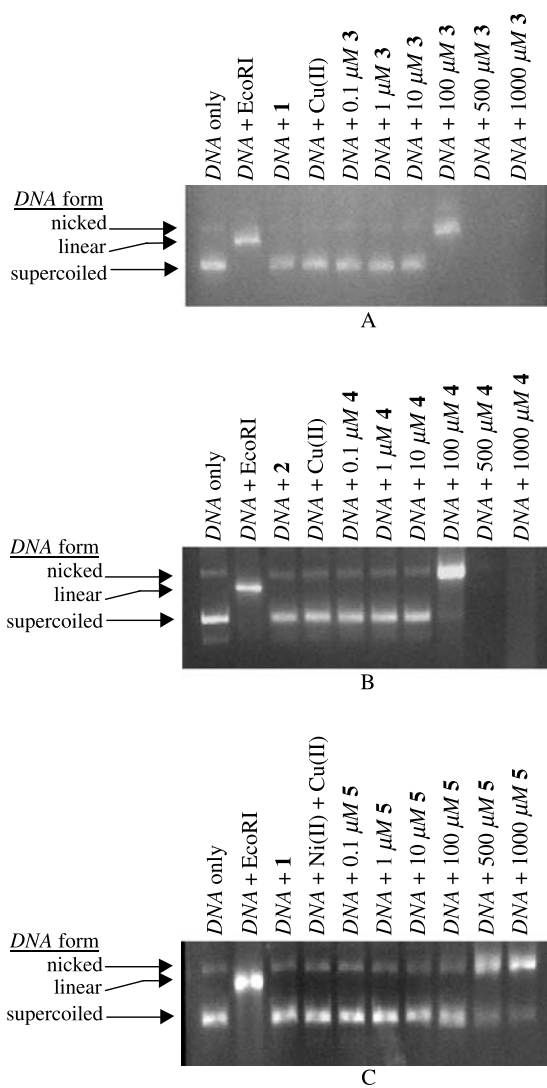 DNA only
DNA + EcoRI
DNA + 1
DNA + Cu(II)
DNA + 0.1 µM 3
DNA + 1 µM 3
DNA + 10 µM 3
DNA + 100 µM 3
DNA + 500 µM 3
DNA + 1000 µM 3
DNA form
nicked
linear
supercoiled
A
DNA only
DNA + EcoRI
DNA + 2
DNA + Cu(II)
DNA + 0.1 µM 4
DNA + 1 µM 4
DNA + 10 µM 4
DNA + 100 µM 4
DNA + 500 µM 4
DNA + 1000 µM 4
DNA form
nicked
linear
supercoiled
B
DNA only
DNA + EcoRI
DNA + 1
DNA + Ni(II) + Cu(II)
DNA + 0.1 µM 5
DNA + 1 µM 5
DNA + 10 µM 5
DNA + 100 µM 5
DNA + 500 µM 5
DNA + 1000 µM 5
DNA form
nicked
linear
supercoiled
C